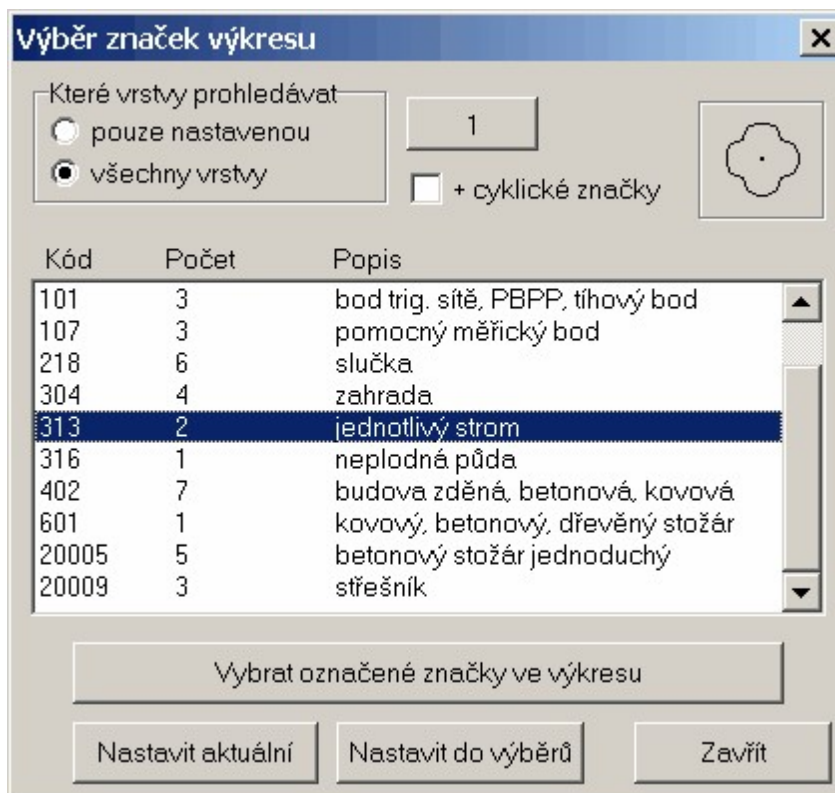 Výběr značek výkresu
Které vrstvy prohledávat
pouze nastavenou
všechny vrstvy
1
+ cyklické značky
Kód Počet Popis
101 3 bod trig. sítě, PBPP, tíhový bod
107 3 pomocný měřický bod
218 6 slučka
304 4 zahrada
313 2 jednotlivý strom
316 1 neplodná půda
402 7 budova zděná, betonová, kovová
601 1 kovový, betonový, dřevěný stožár
20005 5 betonový stožár jednoduchý
20009 3 střešník
Vybrat označené značky ve výkresu
Nastavit aktuální Nastavit do výběrů Zavřít